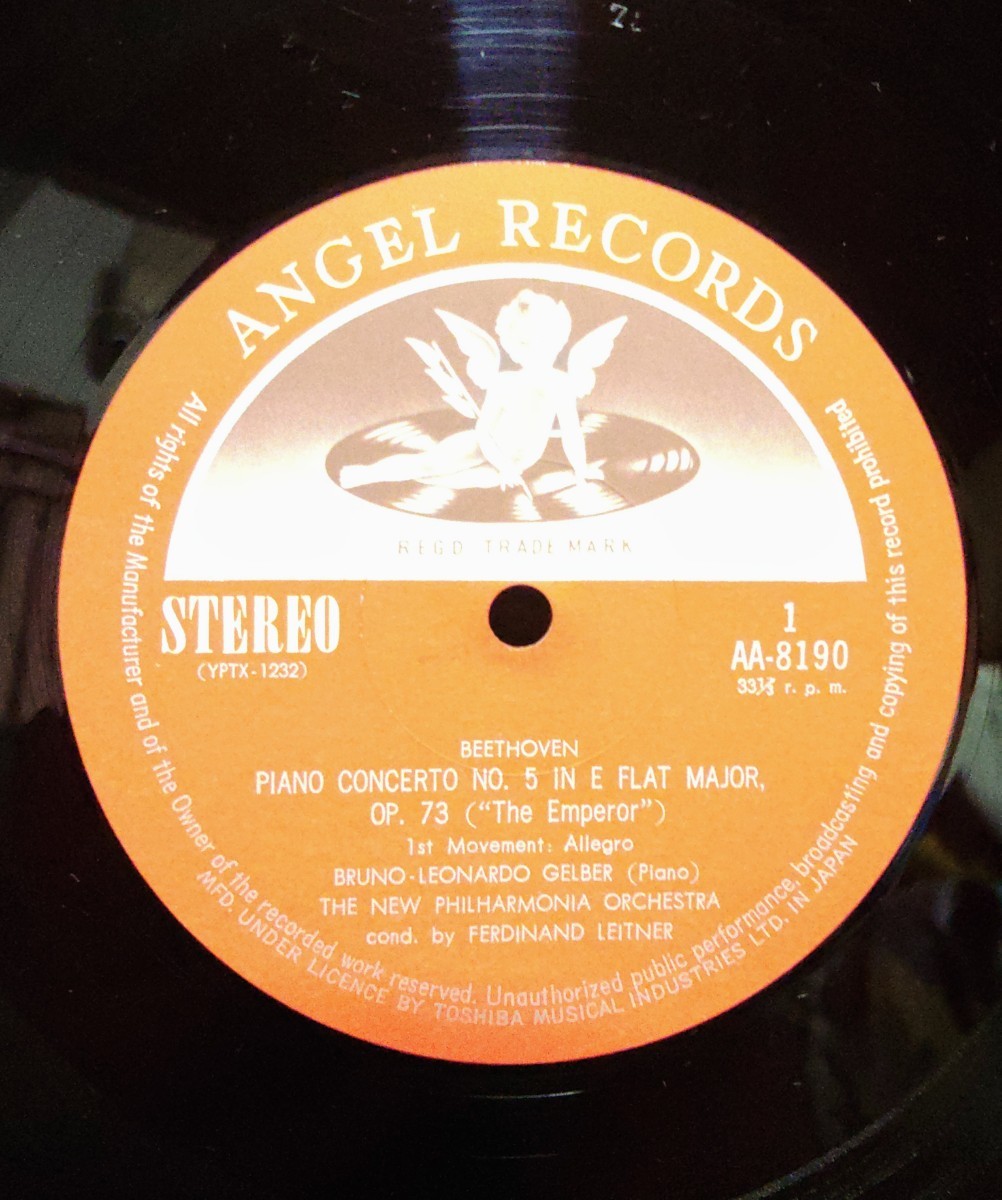 ANGEL RECORDS
REGD. TRADE MARK
STEREO
(YPTX-1232)
1
AA-8190
33⅓ r. p. m.
BEETHOVEN
PIANO CONCERTO NO. 5 IN E FLAT MAJOR,
OP. 73 (“The Emperor”)
1st Movement: Allegro
BRUNO-LEONARDO GELBER (Piano)
THE NEW PHILHARMONIA ORCHESTRA
cond. by FERDINAND LEITNER
All rights of the Manufacturer and of the Owner of the recorded work reserved. Unauthorized public performance, broadcasting and copying of this record prohibited
MFD. UNDER LICENCE BY TOSHIBA MUSICAL INDUSTRIES LTD. IN JAPAN